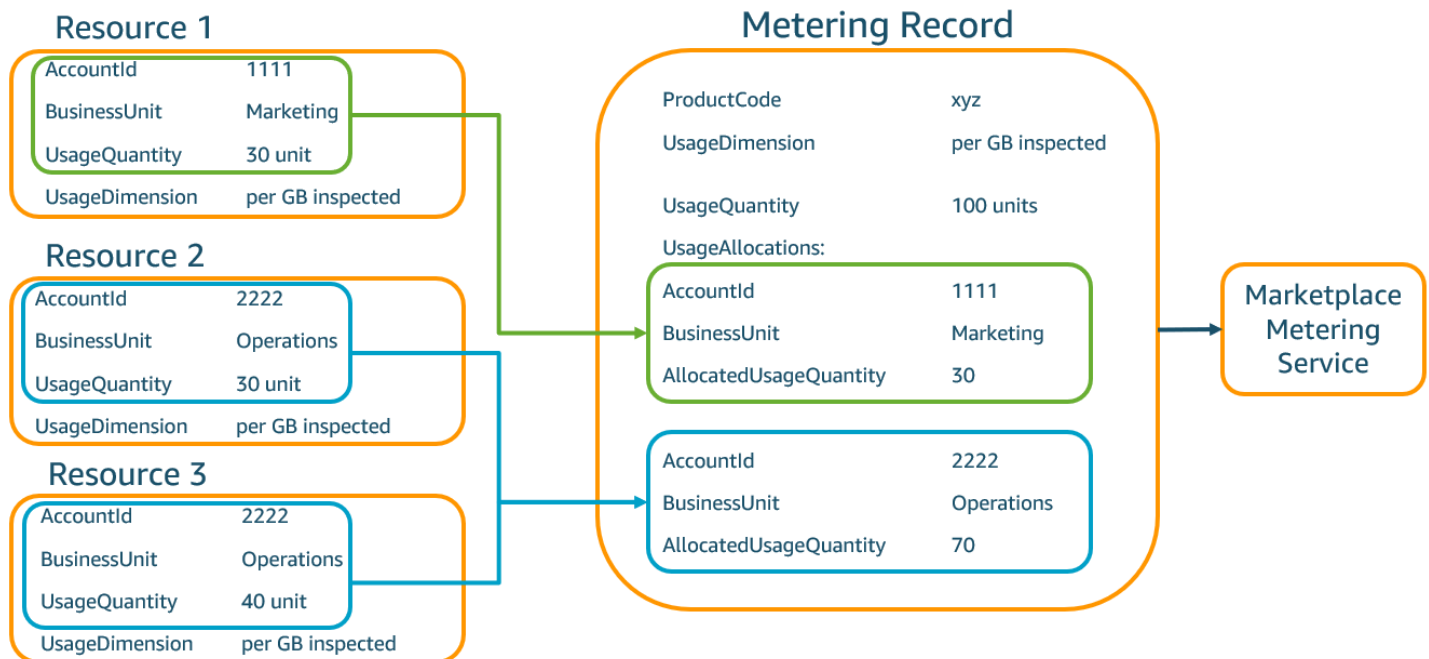 Resource 1
AccountId 1111
BusinessUnit Marketing
UsageQuantity 30 unit
UsageDimension per GB inspected
Resource 2
AccountId 2222
BusinessUnit Operations
UsageQuantity 30 unit
UsageDimension per GB inspected
Resource 3
AccountId 2222
BusinessUnit Operations
UsageQuantity 40 unit
UsageDimension per GB inspected
Metering Record
ProductCode xyz
UsageDimension per GB inspected
UsageQuantity 100 units
UsageAllocations:
AccountId 1111
BusinessUnit Marketing
AllocatedUsageQuantity 30
AccountId 2222
BusinessUnit Operations
AllocatedUsageQuantity 70
Marketplace
Metering
Service